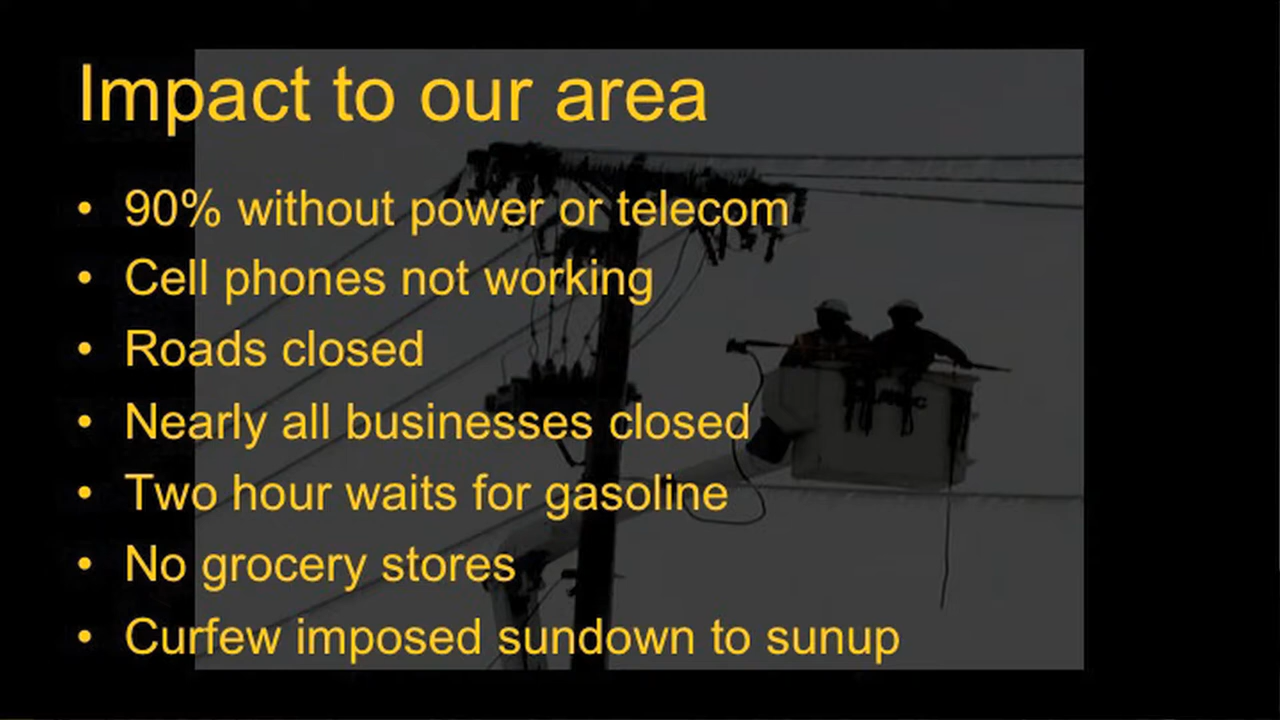 Impact to our area
• 90% without power or telecom
• Cell phones not working
• Roads closed
• Nearly all businesses closed
• Two hour waits for gasoline
• No grocery stores
• Curfew imposed sundown to sunup